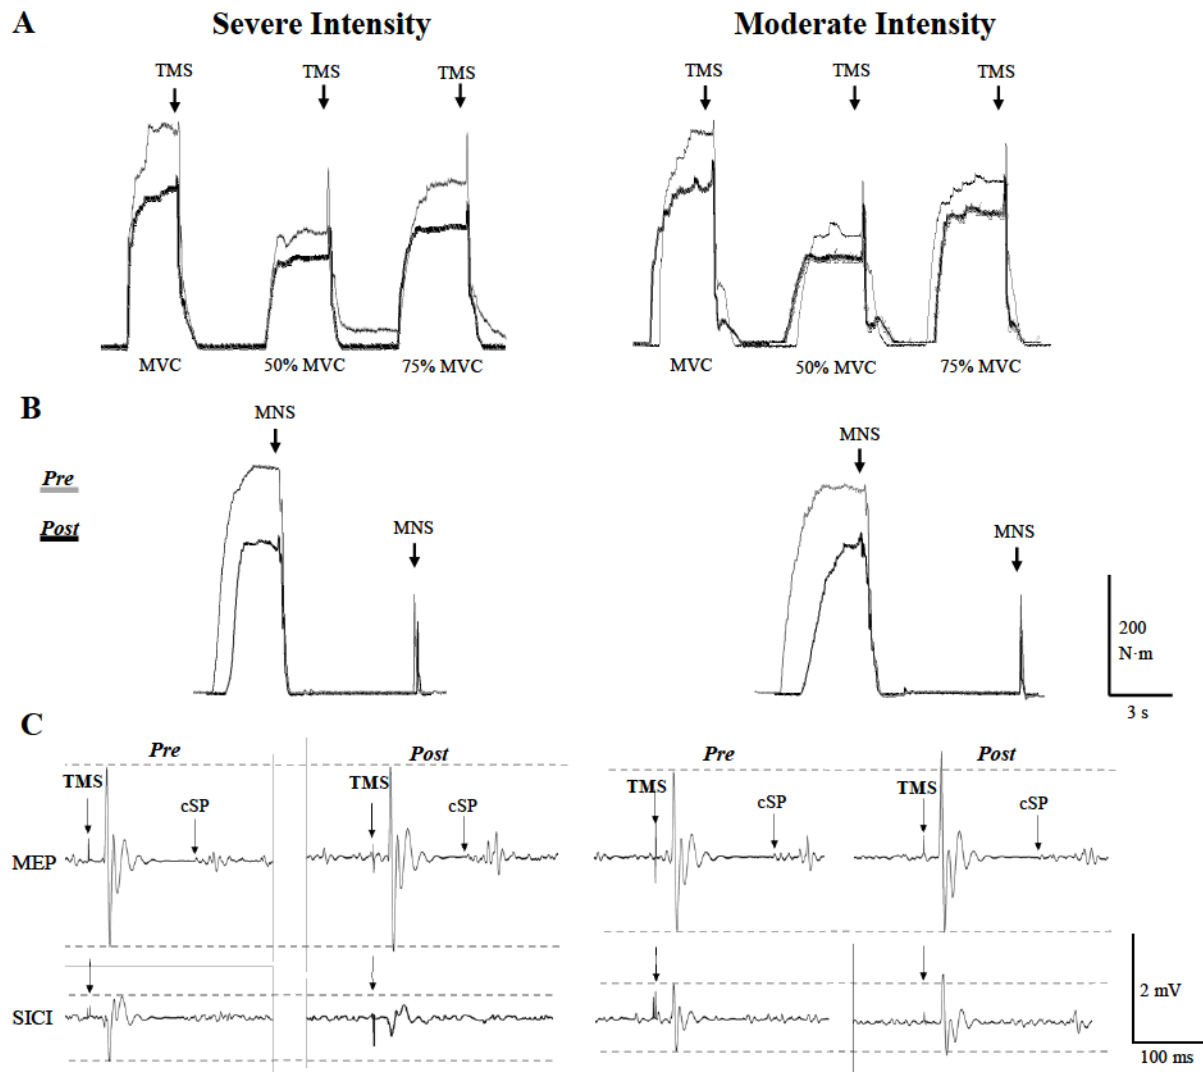 A
Severe Intensity
Moderate Intensity
TMS TMS TMS
TMS TMS TMS
MVC 50% MVC 75% MVC
MVC 50% MVC 75% MVC
B
MNS
MNS
Pre
Post
MNS
MNS
200
N·m
3 s
C
Pre Post
Pre Post
TMS cSP TMS cSP
TMS cSP TMS cSP
MEP
SICI
2 mV
100 ms